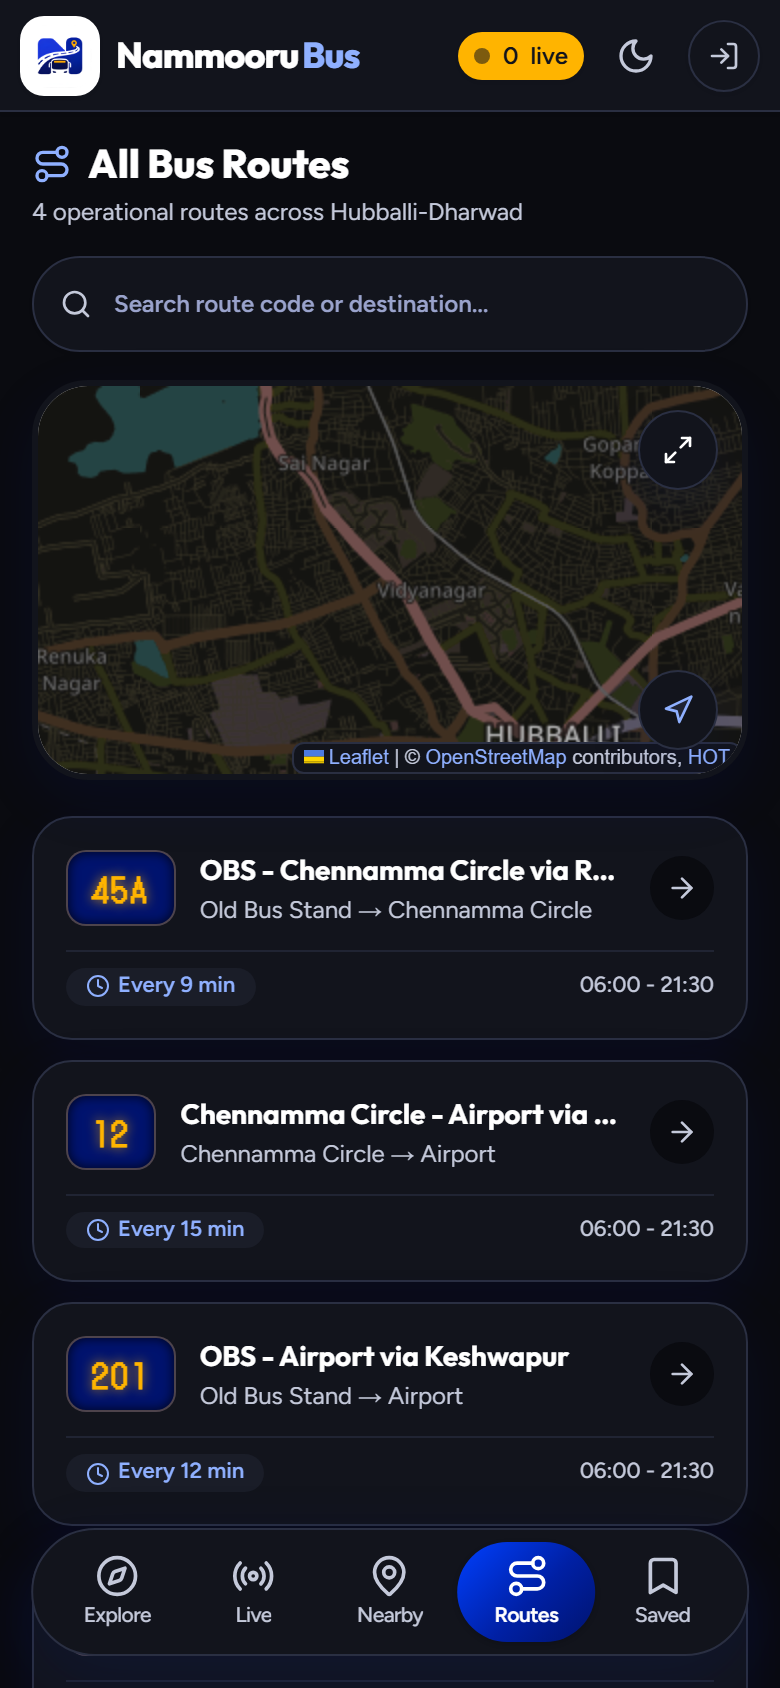 Nammooru Bus
0 live
All Bus Routes
4 operational routes across Hubballi-Dharwad
Search route code or destination...
Sai Nagar
Gopan
Koppa
Vidyanagar
Va
n
Renuka
Nagar
HUBBALLI
Leaflet | © OpenStreetMap contributors, HOT
45A
OBS - Chennamma Circle via R...
Old Bus Stand → Chennamma Circle
Every 9 min
06:00 - 21:30
12
Chennamma Circle - Airport via ...
Chennamma Circle → Airport
Every 15 min
06:00 - 21:30
201
OBS - Airport via Keshwapur
Old Bus Stand → Airport
Every 12 min
06:00 - 21:30
Explore
Live
Nearby
Routes
Saved